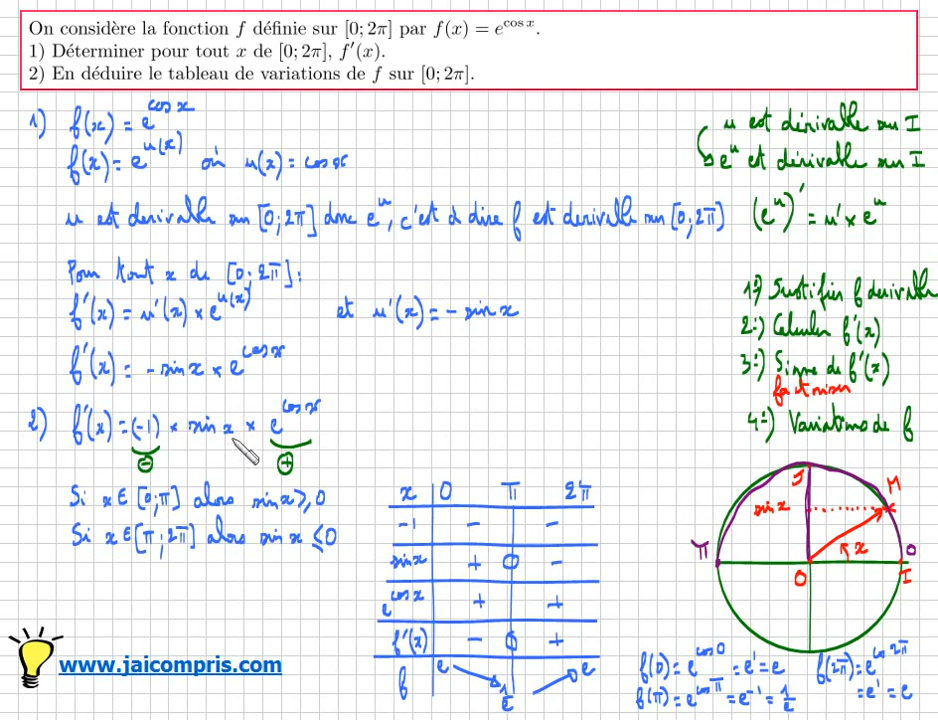 On considère la fonction f définie sur [0; 2π] par f(x) = e^{cos x}.
1) Déterminer pour tout x de [0; 2π], f′(x).
2) En déduire le tableau de variations de f sur [0; 2π].
1) f(x) = e^{cos x}
f(x) = e^{u(x)} où u(x) = cos x
u est derivable sur [0; 2π] donc e^u, c'est à dire f est derivable sur [0; 2π]
Pour tout x de [0; 2π] :
f'(x) = u'(x) × e^{u(x)} et u'(x) = - sin x
f'(x) = - sin x × e^{cos x}
2) f'(x) = (-1) × sin x × e^{cos x}
⊖ ⊕
Si x ∈ [0; π] alors sin x ≥ 0
Si x ∈ [π; 2π] alors sin x ≤ 0
www.jaicompris.com
x 0 π 2π
-1 - -
sin x + 0 -
e^{cos x} + +
f'(x) - 0 +
f e 1/e e
u est dérivable sur I
e^u est dérivable sur I
(e^u)' = u' × e^u
1°) Justifier f derivable
2°) Calculer f'(x)
3°) Signe de f'(x)
factoriser
4°) Variations de f
J M
sin x
π x 0
O I
f(0) = e^{cos 0} = e^1 = e f(2π) = e^{cos 2π}
f(π) = e^{cos π} = e^{-1} = 1/e = e^1 = e